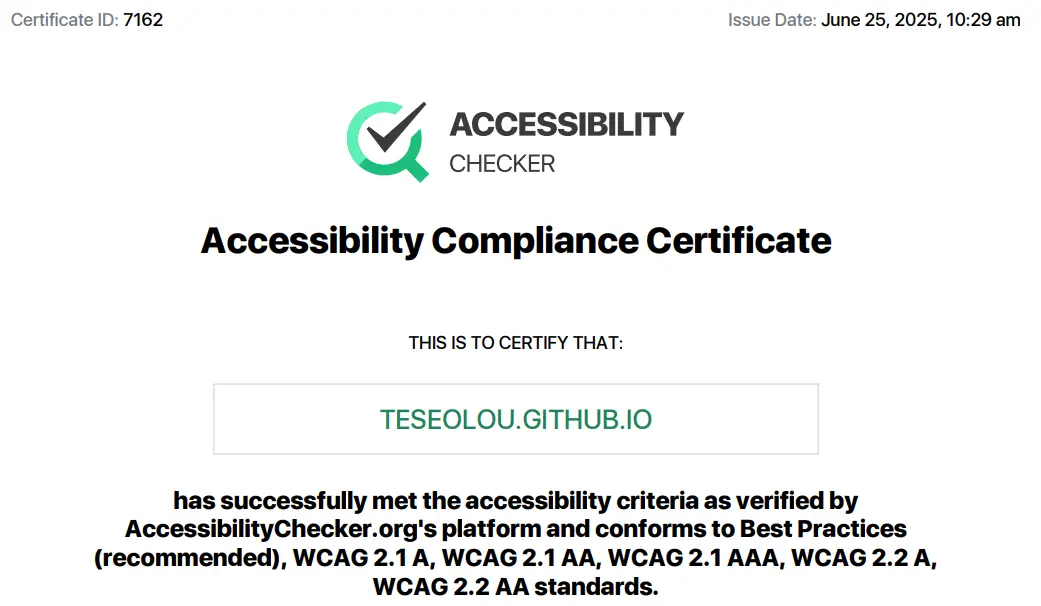 Certificate ID: 7162
Issue Date: June 25, 2025, 10:29 am
ACCESSIBILITY
CHECKER
Accessibility Compliance Certificate
THIS IS TO CERTIFY THAT:
TESEOLOU.GITHUB.IO
has successfully met the accessibility criteria as verified by
AccessibilityChecker.org's platform and conforms to Best Practices
(recommended), WCAG 2.1 A, WCAG 2.1 AA, WCAG 2.1 AAA, WCAG 2.2 A,
WCAG 2.2 AA standards.